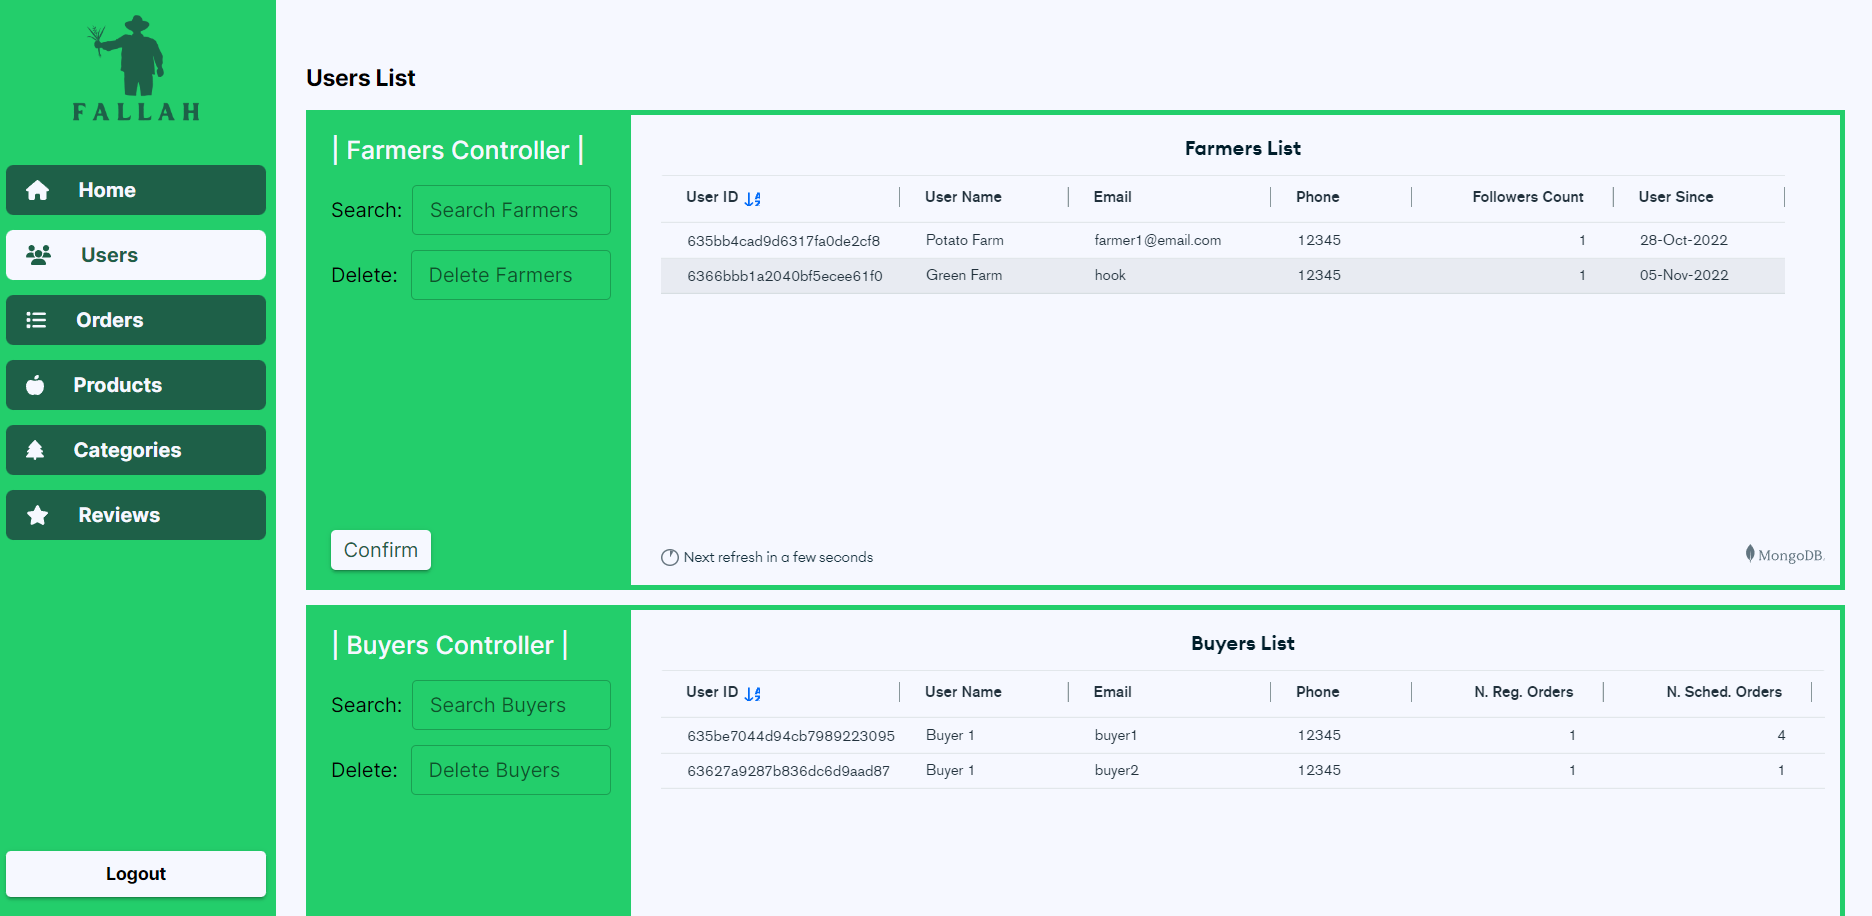 FALLAH
Home
Users
Orders
Products
Categories
Reviews
Logout
Users List
| Farmers Controller |
Search: Search Farmers
Delete: Delete Farmers
Confirm
Farmers List
User ID User Name Email Phone Followers Count User Since
635bb4cad9d6317fa0de2cf8 Potato Farm farmer1@email.com 12345 1 28-Oct-2022
6366bbb1a2040bf5ecee61f0 Green Farm hook 12345 1 05-Nov-2022
Next refresh in a few seconds
MongoDB.
| Buyers Controller |
Search: Search Buyers
Delete: Delete Buyers
Buyers List
User ID User Name Email Phone N. Reg. Orders N. Sched. Orders
635be7044d94cb7989223095 Buyer 1 buyer1 12345 1 4
63627a9287b836dc6d9aad87 Buyer 1 buyer2 12345 1 1